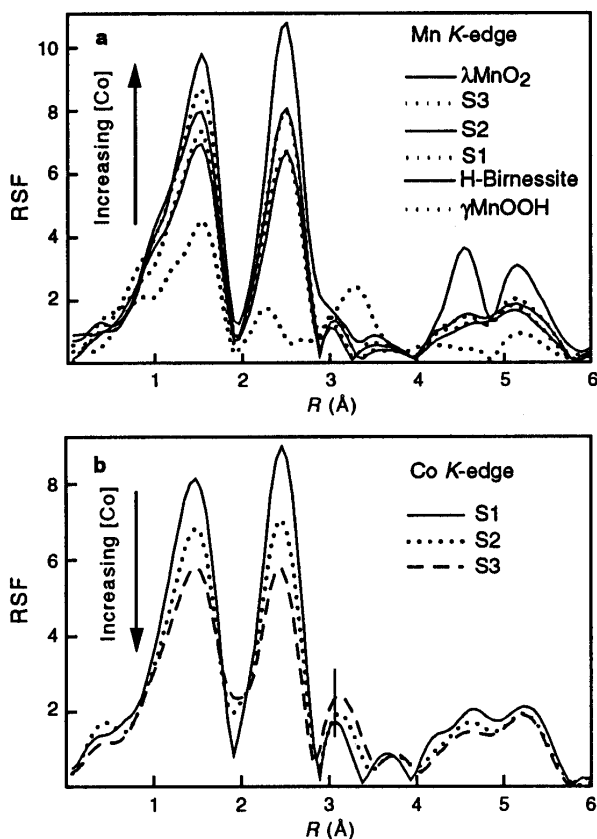 a
Mn K-edge
λMnO2
S3
S2
S1
H-Birnessite
γMnOOH
Increasing [Co]
RSF
10
8
6
4
2
1 2 3 4 5 6
R (Å)
b
Co K-edge
S1
S2
S3
Increasing [Co]
RSF
8
6
4
2
1 2 3 4 5 6
R (Å)